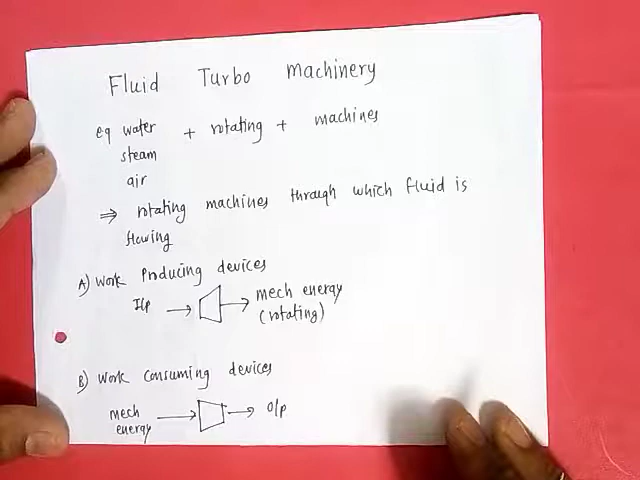 Fluid Turbo Machinery
eg water + rotating + machines
steam
air
⇒ rotating machines through which fluid is
flowing
A) Work Producing devices
I/p → → mech energy
(rotating)
B) Work Consuming devices
mech → → O/p
energy